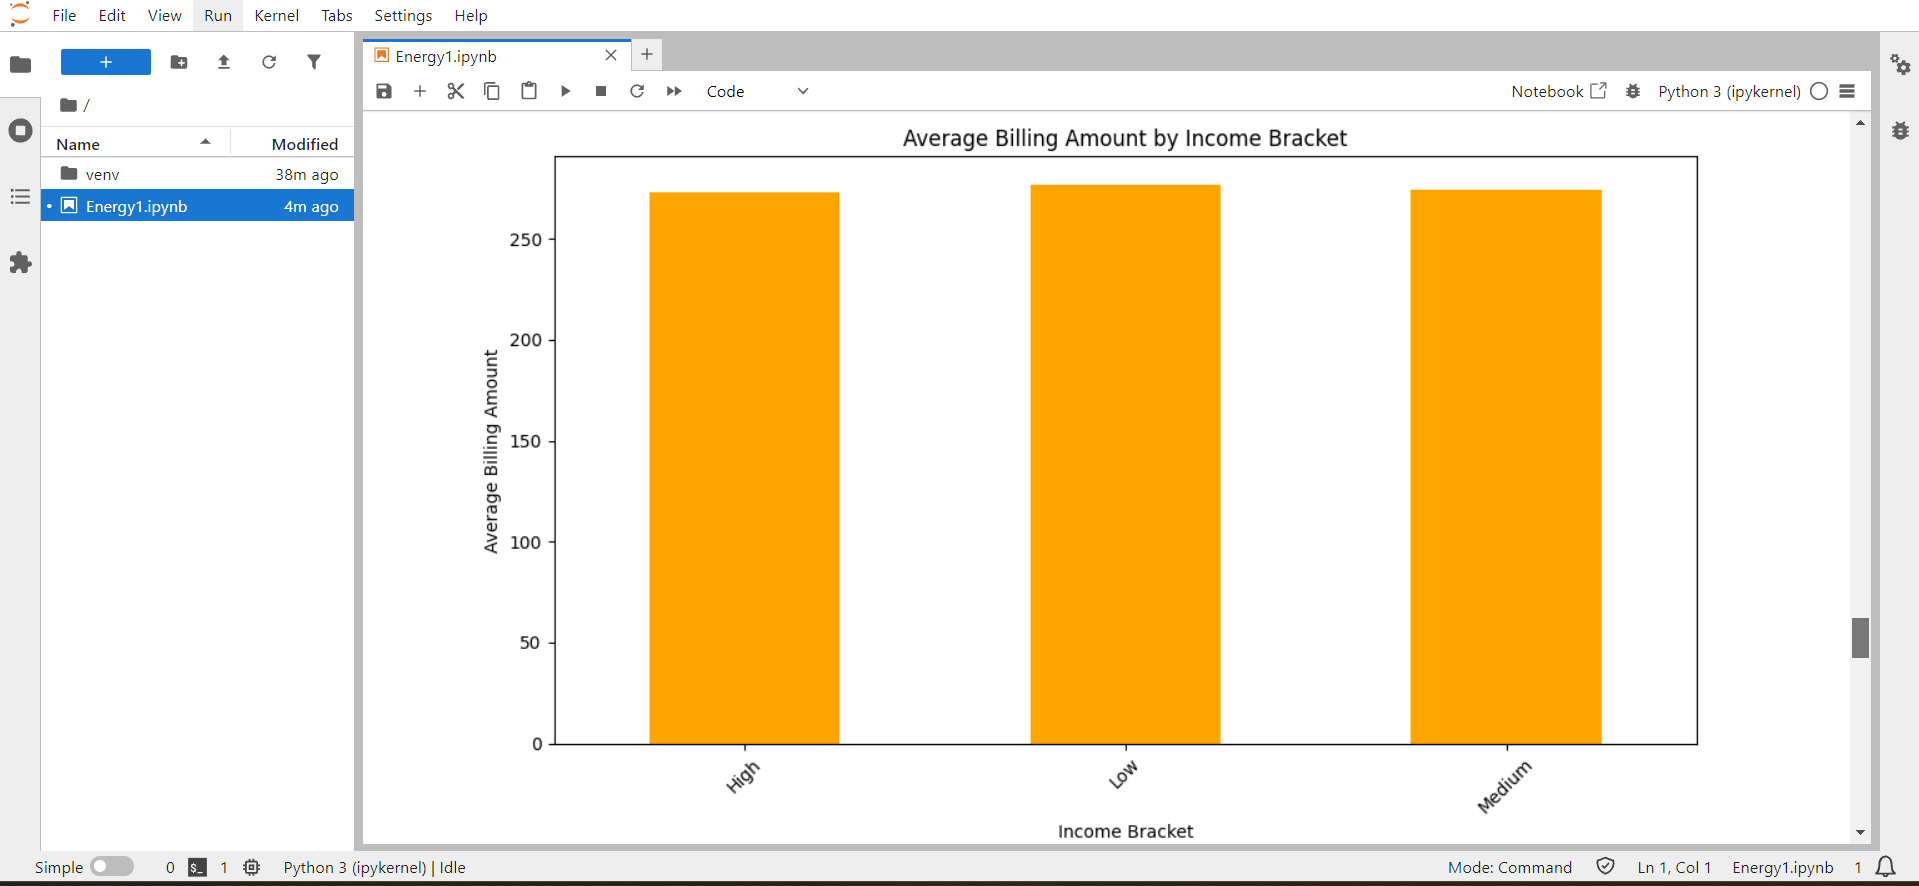 File Edit View Run Kernel Tabs Settings Help
+
/
Name Modified
venv 38m ago
Energy1.ipynb 4m ago
Energy1.ipynb
Code
Notebook
Python 3 (ipykernel)
Average Billing Amount by Income Bracket
Average Billing Amount
250
200
150
100
50
0
High
Low
Medium
Income Bracket
Simple 0 $_ 1 Python 3 (ipykernel) | Idle Mode: Command Ln 1, Col 1 Energy1.ipynb 1